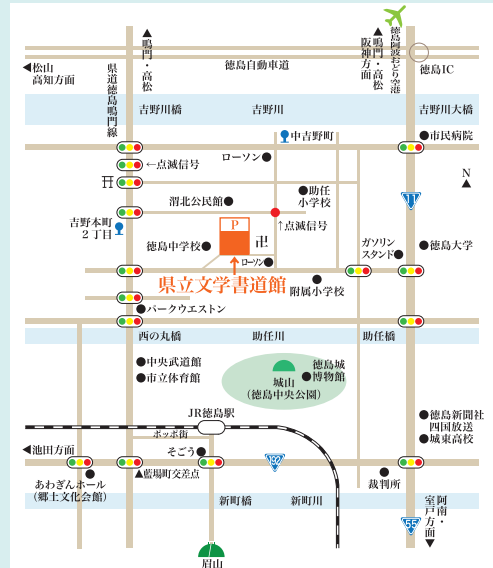 ▲鳴門・高松
徳島阿波おどり空港
▲鳴門・高松
阪神方面
◀松山
高知方面
県道徳島鳴門線
徳島自動車道
徳島IC
吉野川橋
吉野川
吉野川大橋
中吉野町
●市民病院
←点滅信号
ローソン●
N
▲
渭北公民館●
●助任
小学校
11
↑点滅信号
吉野本町
2丁目
P
卍
徳島中学校●
ローソン●
ガソリン
スタンド●
●徳島大学
県立文学書道館
附属小学校
●パークウエストン
西の丸橋
助任川
助任橋
●中央武道館
●市立体育館
徳島城
●博物館
城山
（徳島中央公園）
JR徳島駅
ポッポ街
●徳島新聞社
四国放送
●城東高校
◀池田方面
そごう●
あわぎんホール
（郷土文化会館）
▲藍場町交差点
192
裁判所
新町橋
新町川
55
阿南・
室戸方面▼
眉山